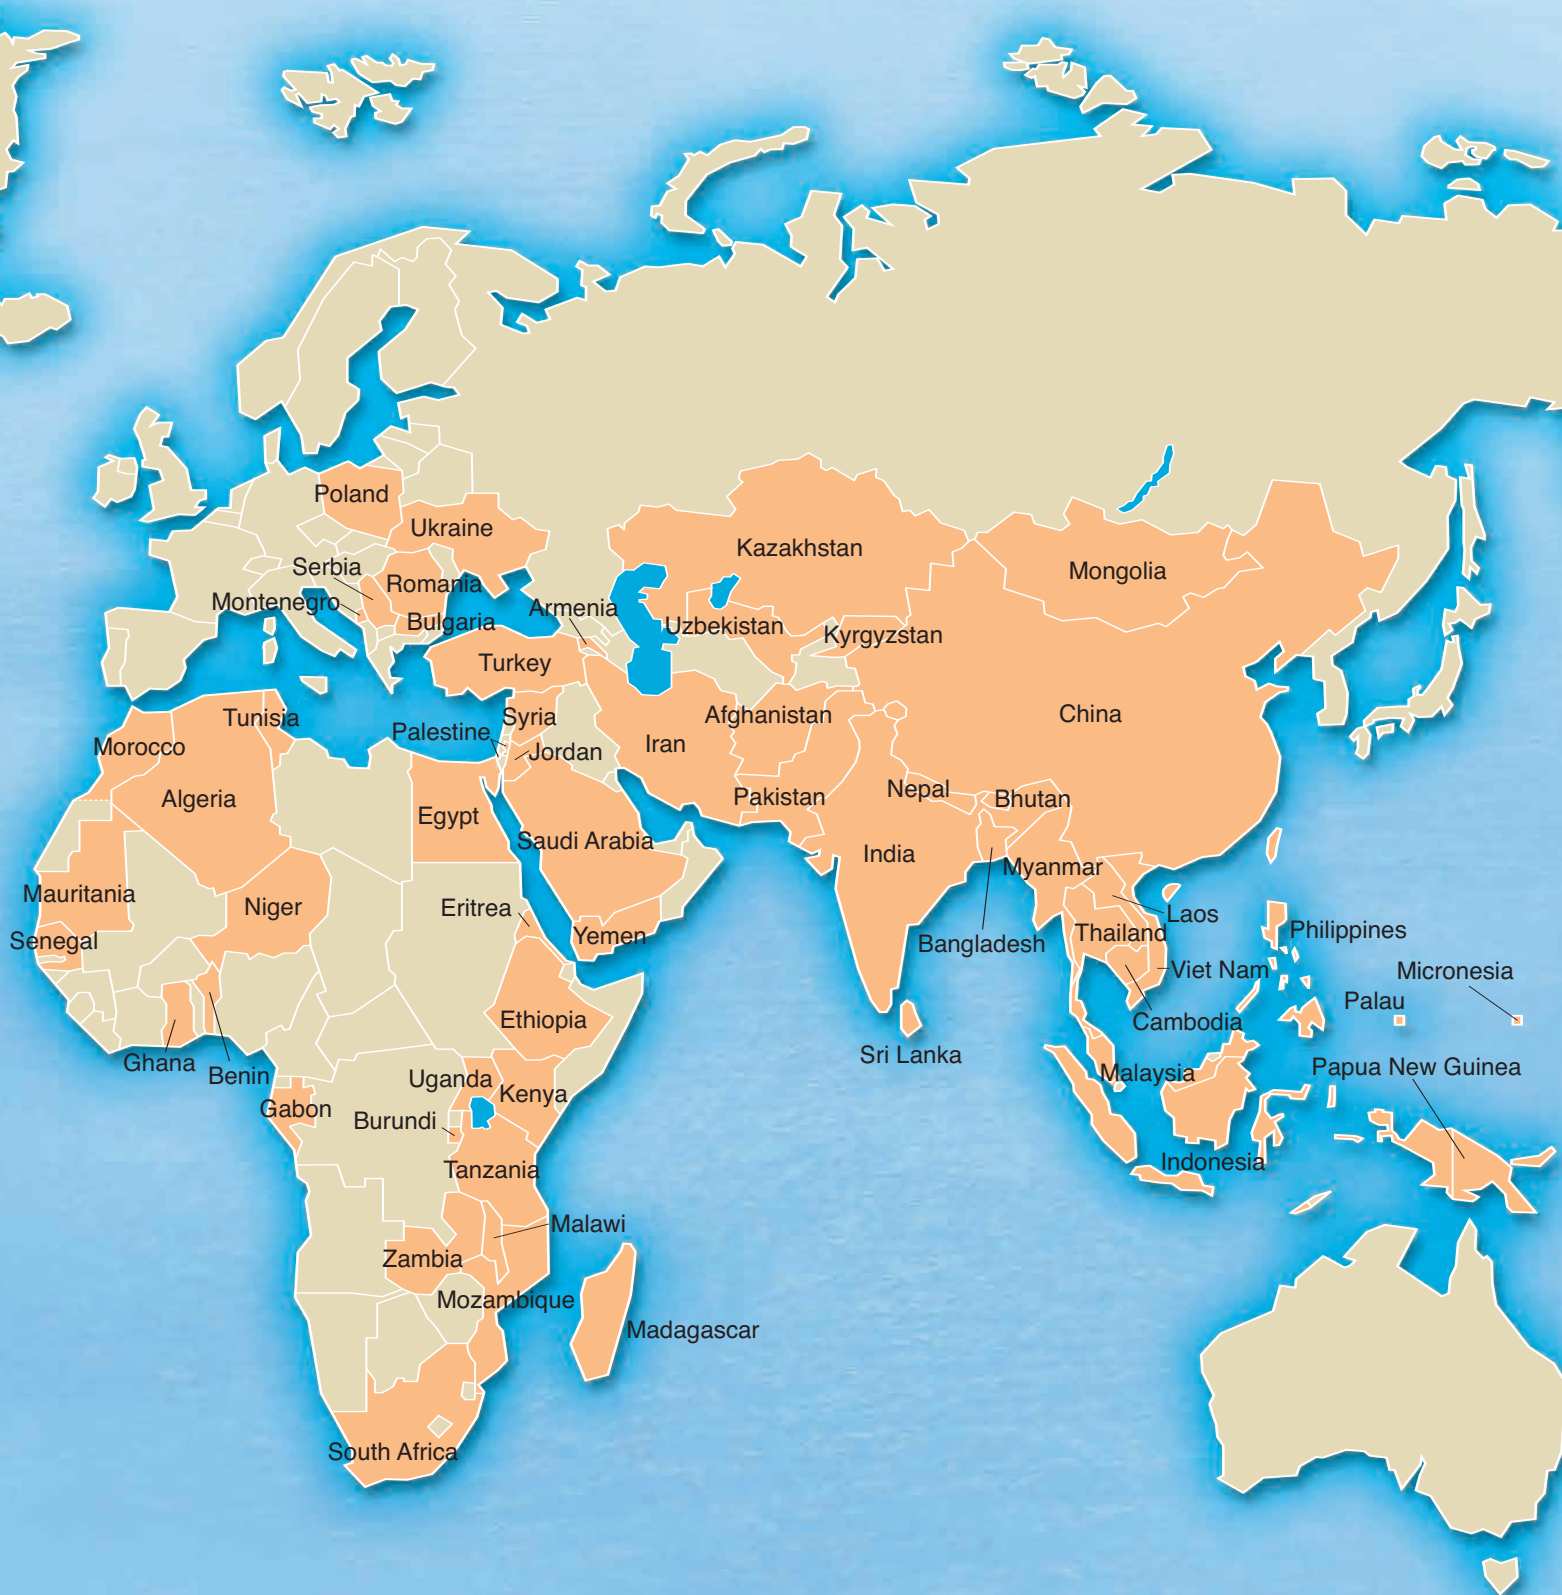 Poland
Ukraine
Kazakhstan
Serbia
Mongolia
Romania
Montenegro
Armenia
Bulgaria
Uzbekistan
Kyrgyzstan
Turkey
China
Tunisia
Syria
Afghanistan
Palestine
Morocco
Iran
Jordan
Nepal
Pakistan
Bhutan
Algeria
Egypt
Saudi Arabia
India
Myanmar
Mauritania
Niger
Eritrea
Laos
Philippines
Thailand
Yemen
Senegal
Bangladesh
Viet Nam
Micronesia
Palau
Ethiopia
Cambodia
Sri Lanka
Ghana
Papua New Guinea
Malaysia
Benin
Uganda
Kenya
Gabon
Burundi
Indonesia
Tanzania
Malawi
Zambia
Mozambique
Madagascar
South Africa